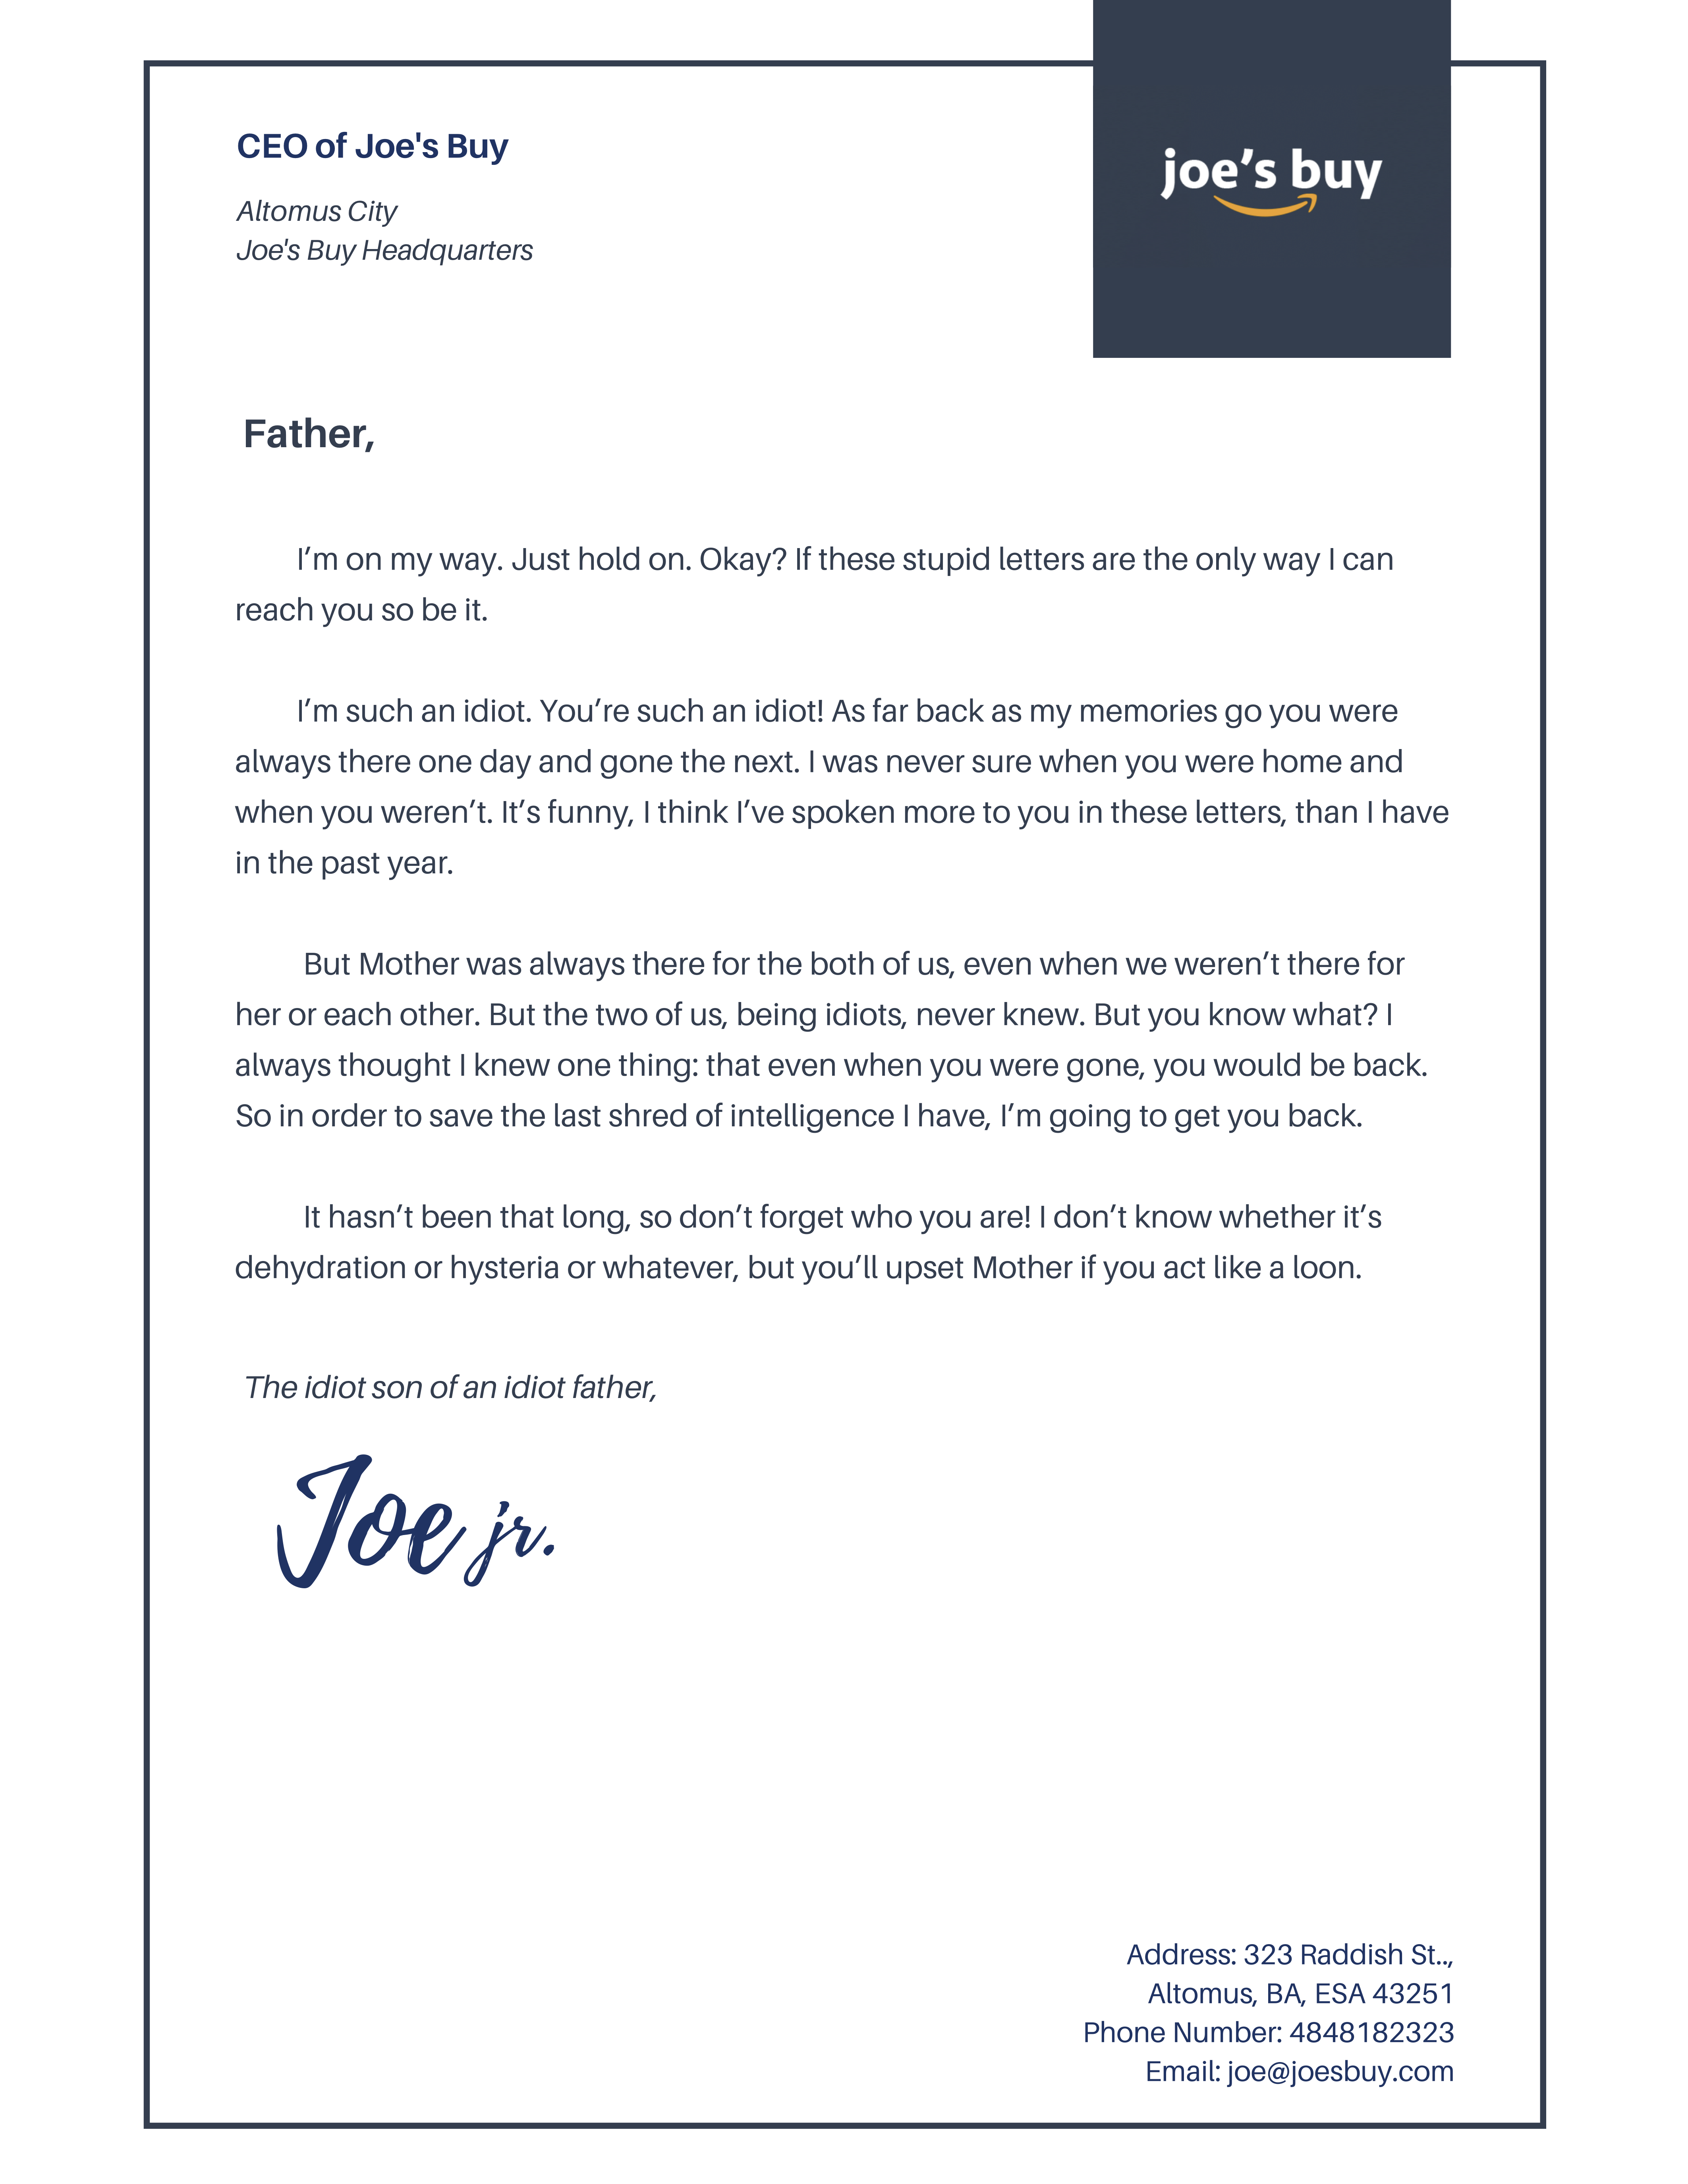 CEO of Joe's Buy
Altomus City
Joe's Buy Headquarters
joe’s buy
Father,
I’m on my way. Just hold on. Okay? If these stupid letters are the only way I can
reach you so be it.
I’m such an idiot. You’re such an idiot! As far back as my memories go you were
always there one day and gone the next. I was never sure when you were home and
when you weren’t. It’s funny, I think I’ve spoken more to you in these letters, than I have
in the past year.
But Mother was always there for the both of us, even when we weren’t there for
her or each other. But the two of us, being idiots, never knew. But you know what? I
always thought I knew one thing: that even when you were gone, you would be back.
So in order to save the last shred of intelligence I have, I’m going to get you back.
It hasn’t been that long, so don’t forget who you are! I don’t know whether it’s
dehydration or hysteria or whatever, but you’ll upset Mother if you act like a loon.
The idiot son of an idiot father,
Joe jr.
Address: 323 Raddish St..,
Altomus, BA, ESA 43251
Phone Number: 4848182323
Email: joe@joesbuy.com